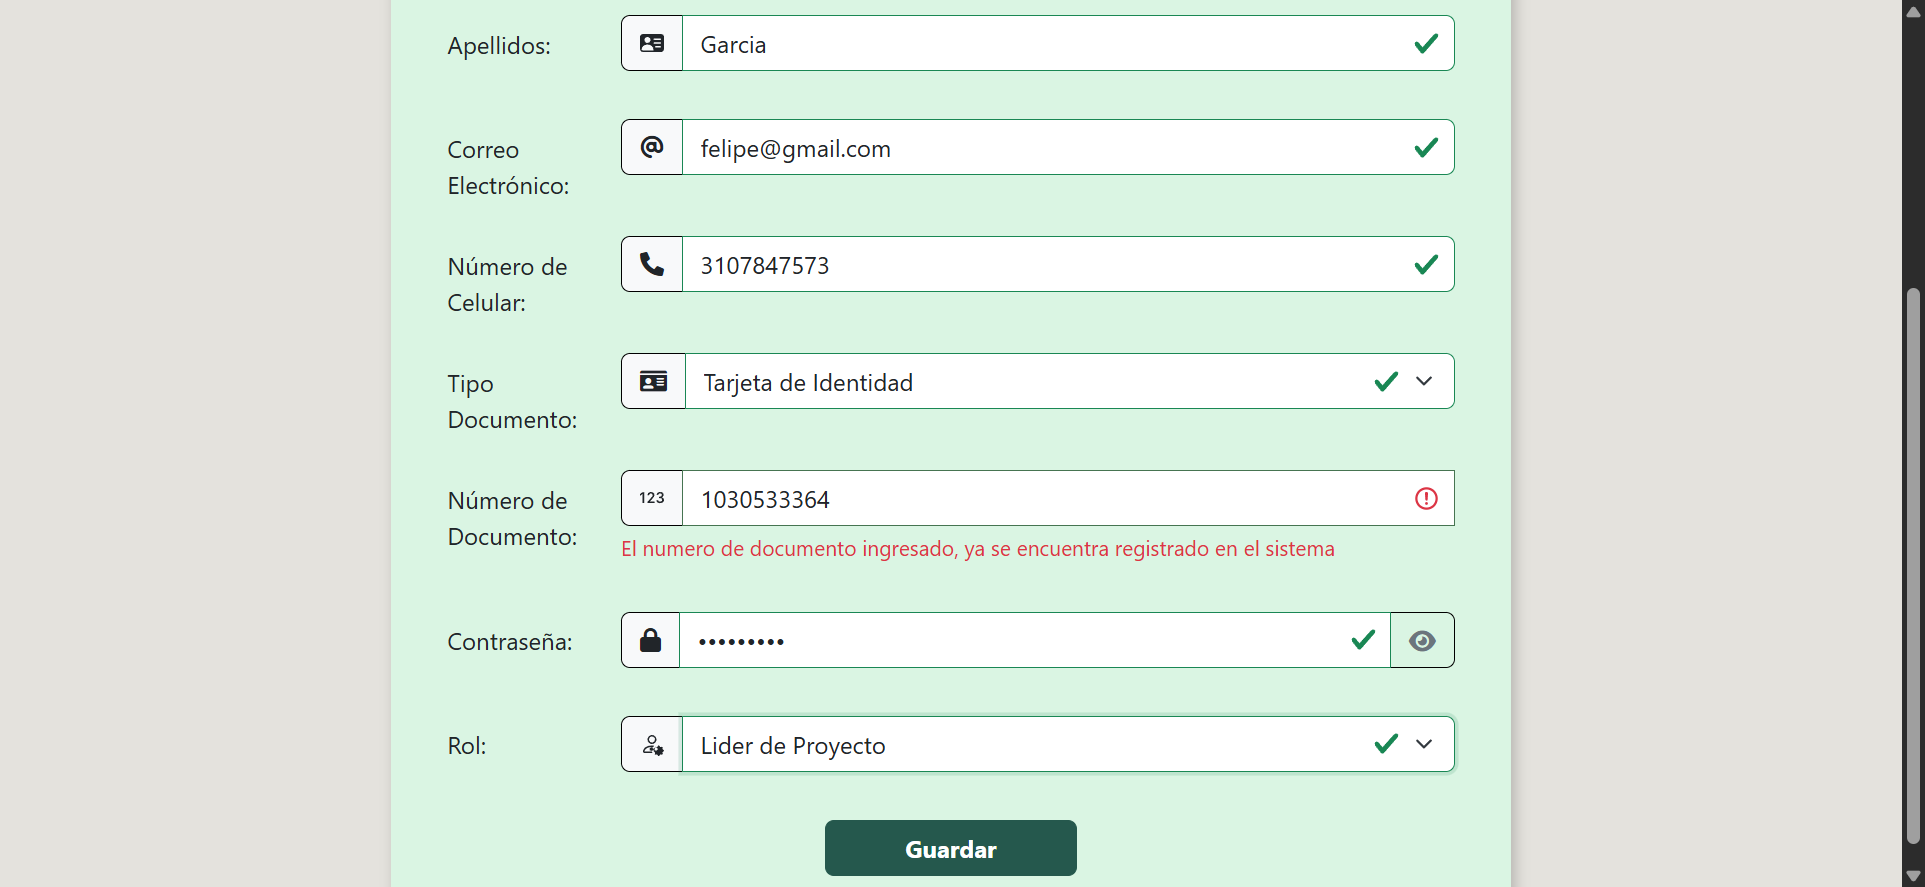 Apellidos:
Garcia
Correo
Electrónico:
felipe@gmail.com
Número de
Celular:
3107847573
Tipo
Documento:
Tarjeta de Identidad
Número de
Documento:
123
1030533364
El numero de documento ingresado, ya se encuentra registrado en el sistema
Contraseña:
•••••••••
Rol:
Lider de Proyecto
Guardar